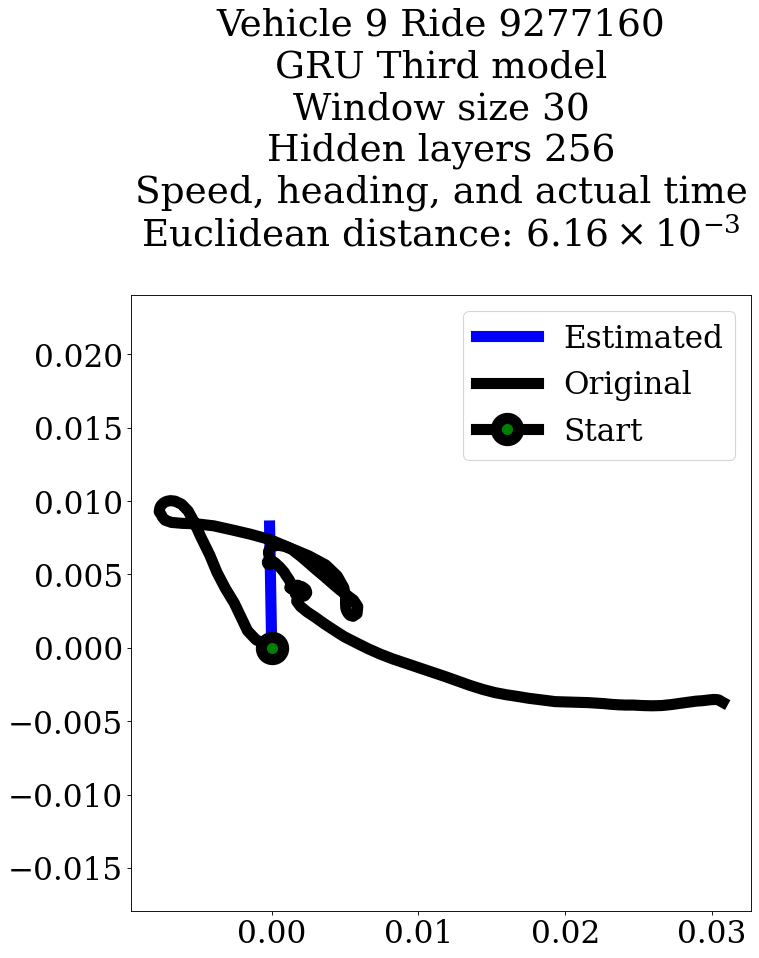 Vehicle 9 Ride 9277160
GRU Third model
Window size 30
Hidden layers 256
Speed, heading, and actual time
Euclidean distance: 6.16 × 10⁻³
Estimated
Original
Start
0.020
0.015
0.010
0.005
0.000
−0.005
−0.010
−0.015
0.00 0.01 0.02 0.03